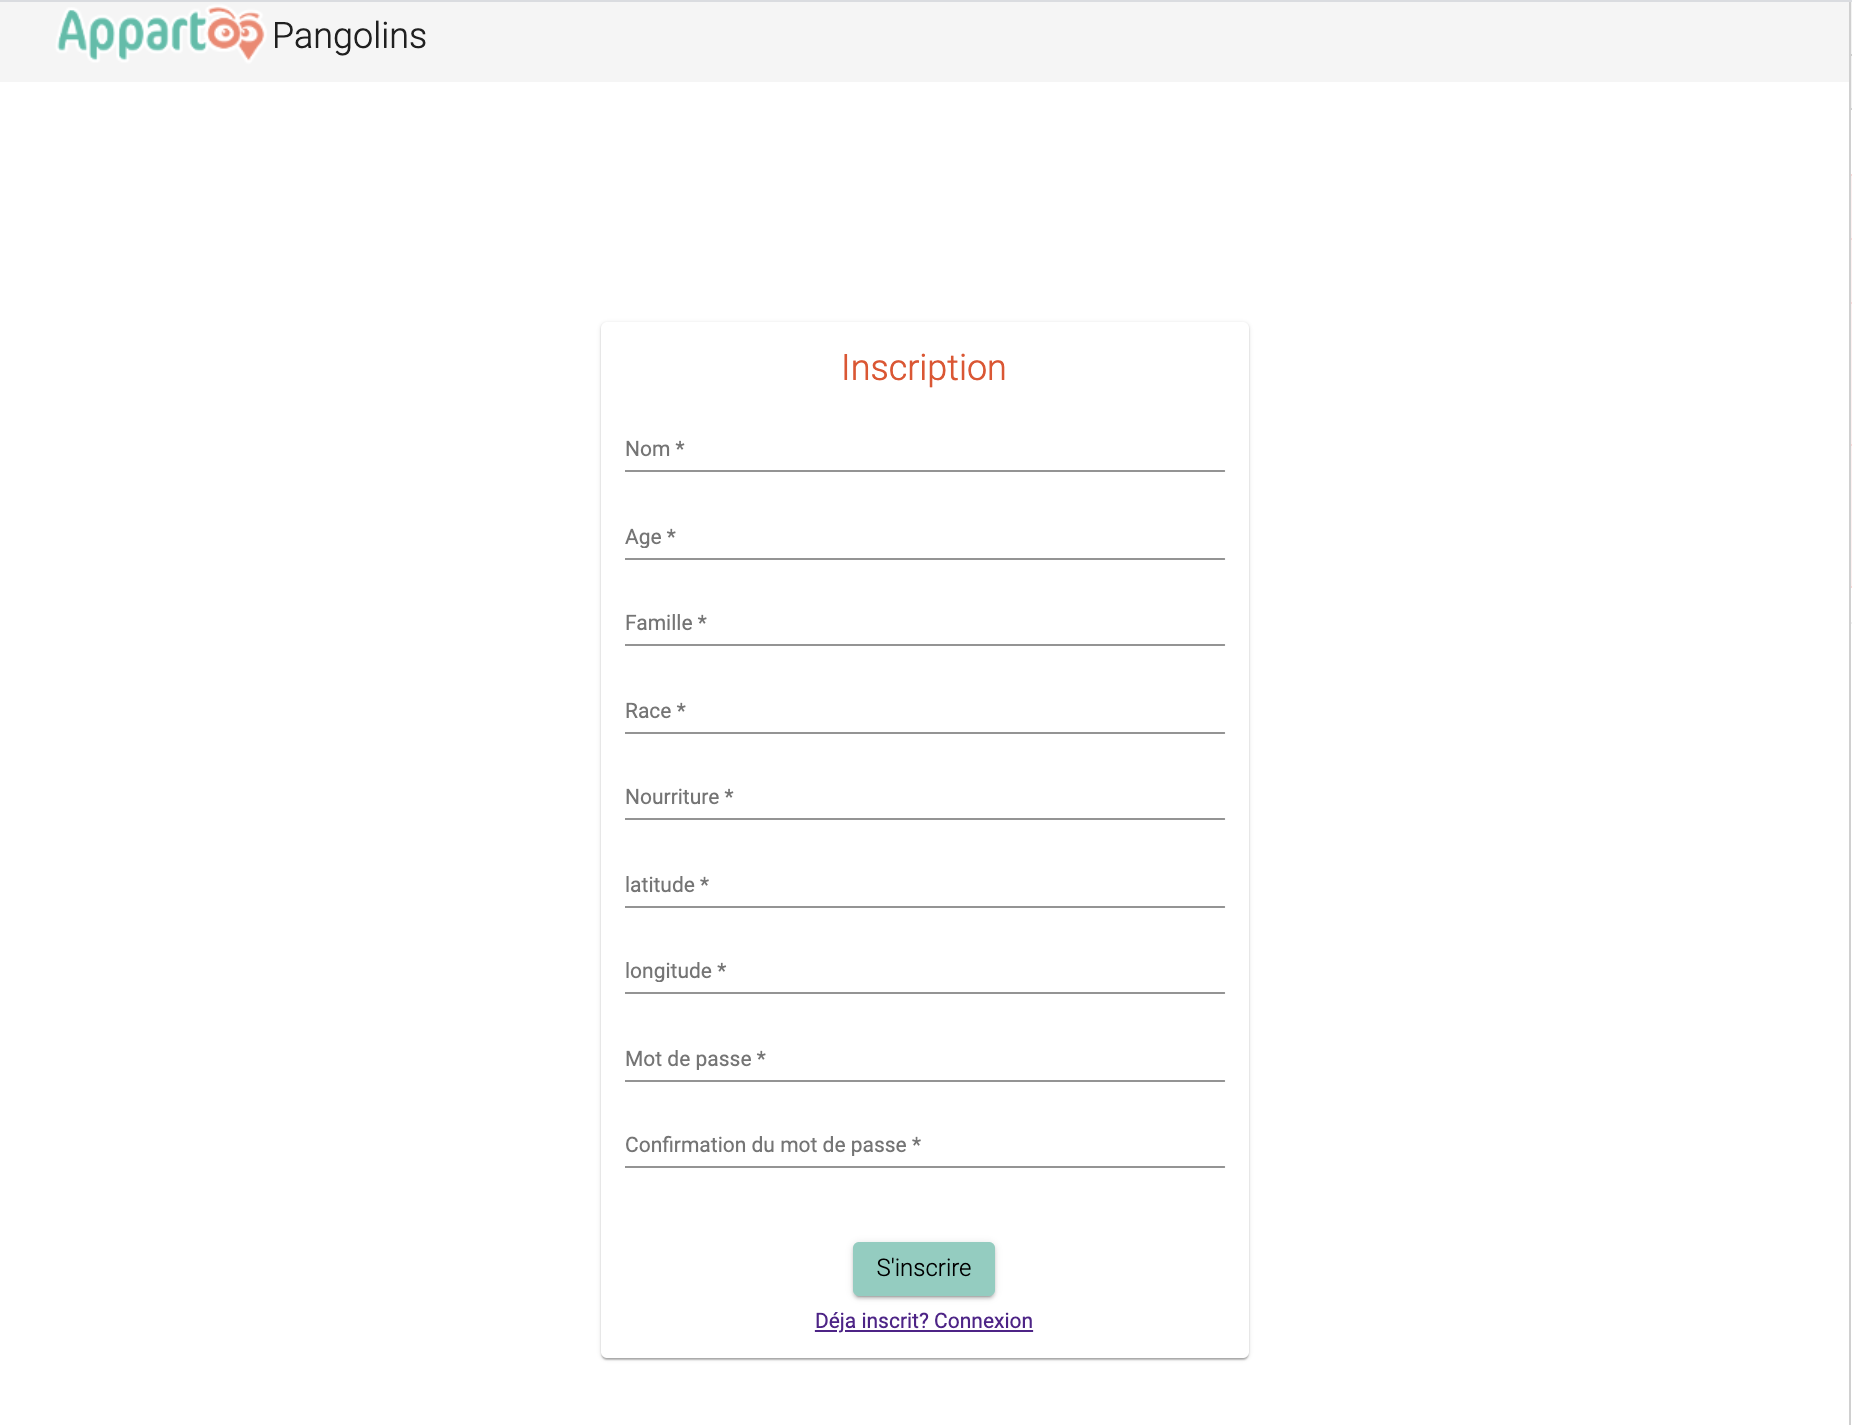 Appartoo Pangolins
Inscription
Nom *
Age *
Famille *
Race *
Nourriture *
latitude *
longitude *
Mot de passe *
Confirmation du mot de passe *
S'inscrire
Déja inscrit? Connexion